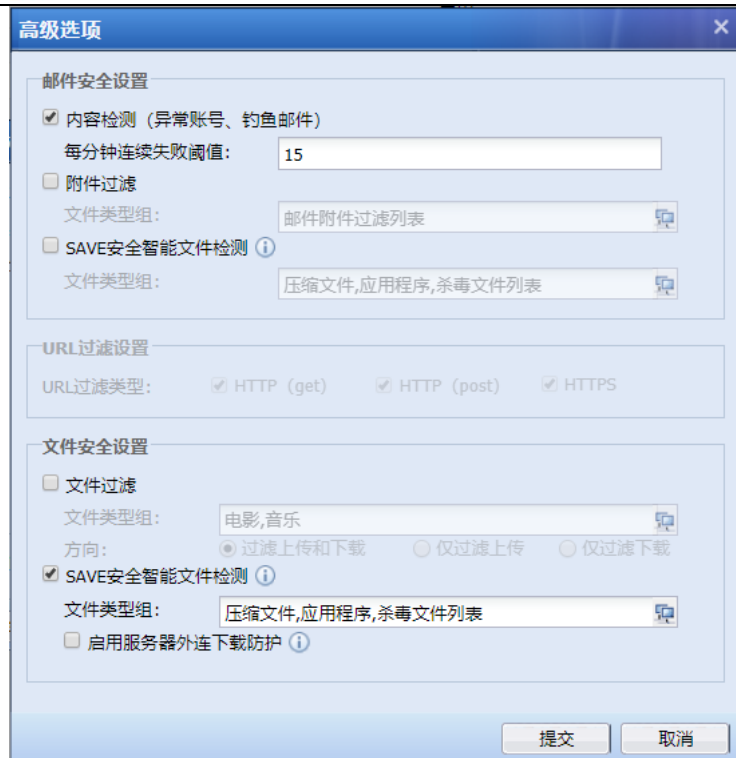 高级选项
邮件安全设置
内容检测（异常账号、钓鱼邮件）
每分钟连续失败阈值： 15
附件过滤
文件类型组： 邮件附件过滤列表
SAVE安全智能文件检测
文件类型组： 压缩文件,应用程序,杀毒文件列表
URL过滤设置
URL过滤类型： HTTP（get） HTTP（post） HTTPS
文件安全设置
文件过滤
文件类型组： 电影,音乐
方向： 过滤上传和下载 仅过滤上传 仅过滤下载
SAVE安全智能文件检测
文件类型组： 压缩文件,应用程序,杀毒文件列表
启用服务器外连下载防护
提交 取消